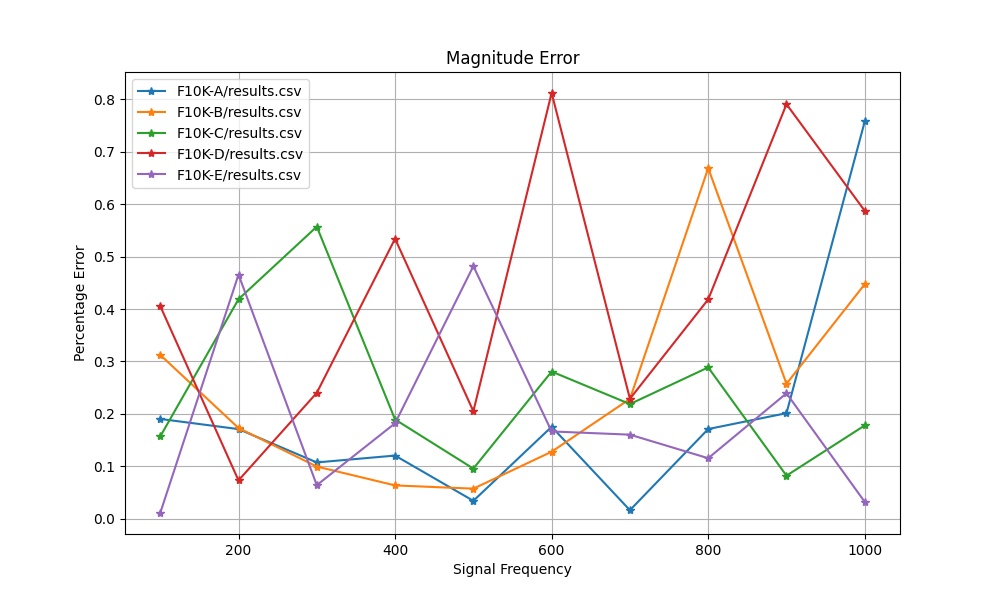 Magnitude Error
F10K-A/results.csv
F10K-B/results.csv
F10K-C/results.csv
F10K-D/results.csv
F10K-E/results.csv
Percentage Error
0.8
0.7
0.6
0.5
0.4
0.3
0.2
0.1
0.0
200 400 600 800 1000
Signal Frequency